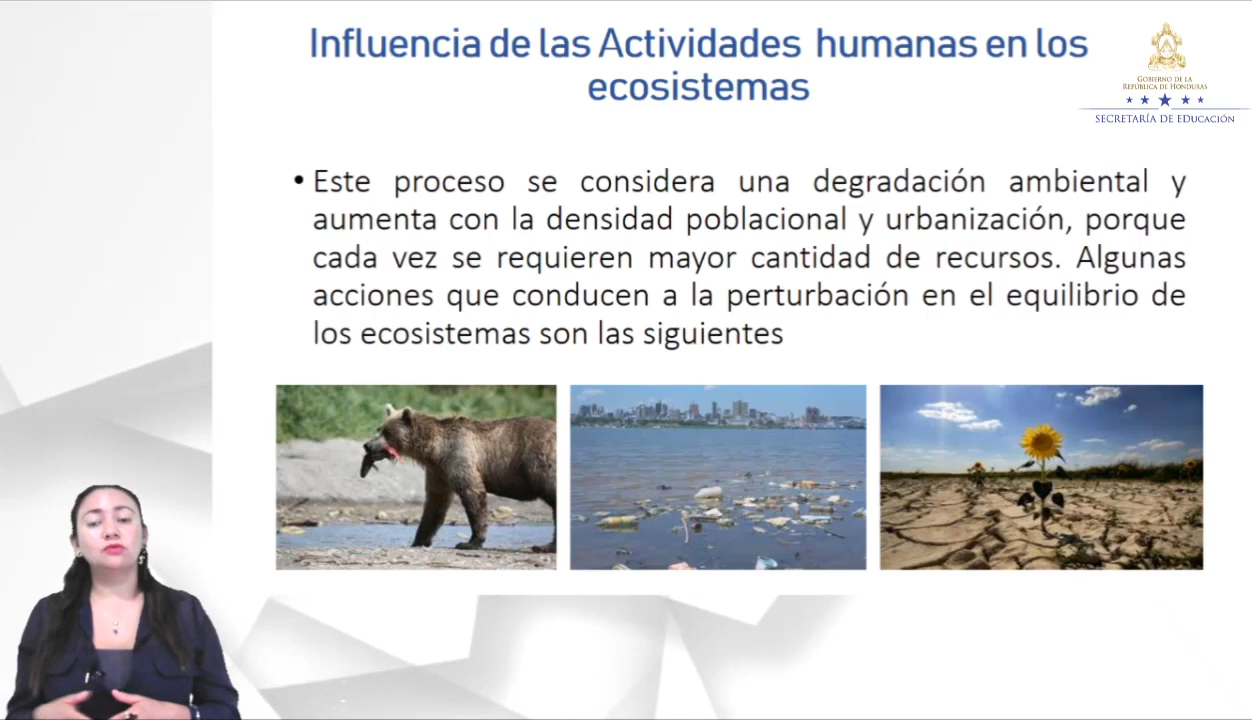 Influencia de las Actividades humanas en los
ecosistemas
GOBIERNO DE LA
REPÚBLICA DE HONDURAS
SECRETARÍA DE EDUCACIÓN
• Este proceso se considera una degradación ambiental y
aumenta con la densidad poblacional y urbanización, porque
cada vez se requieren mayor cantidad de recursos. Algunas
acciones que conducen a la perturbación en el equilibrio de
los ecosistemas son las siguientes